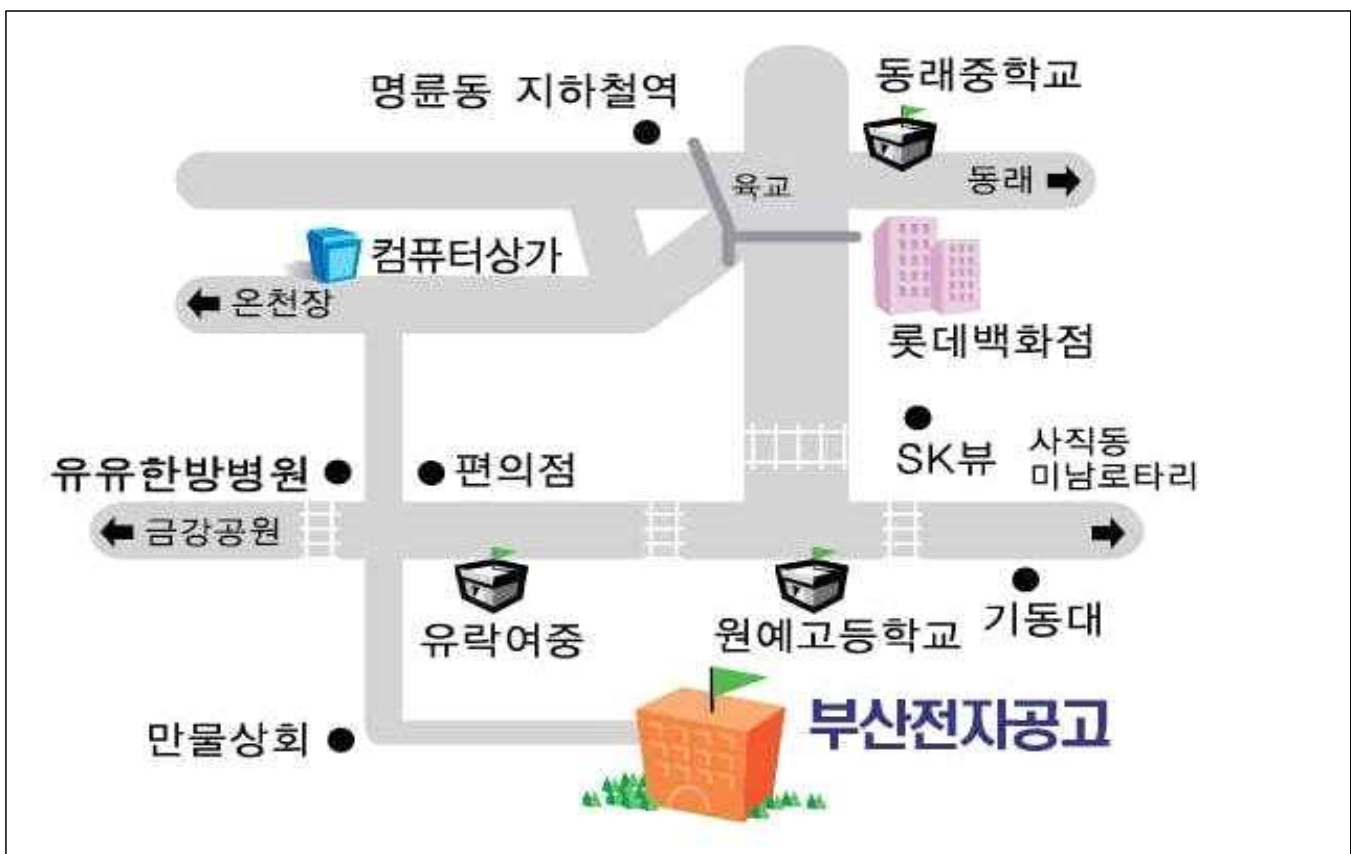 동래중학교
명륜동 지하철역
육교
동래
컴퓨터상가
온천장
롯데백화점
SK뷰
사직동
미남로타리
유유한방병원
편의점
금강공원
유락여중
원예고등학교
기동대
부산전자공고
만물상회